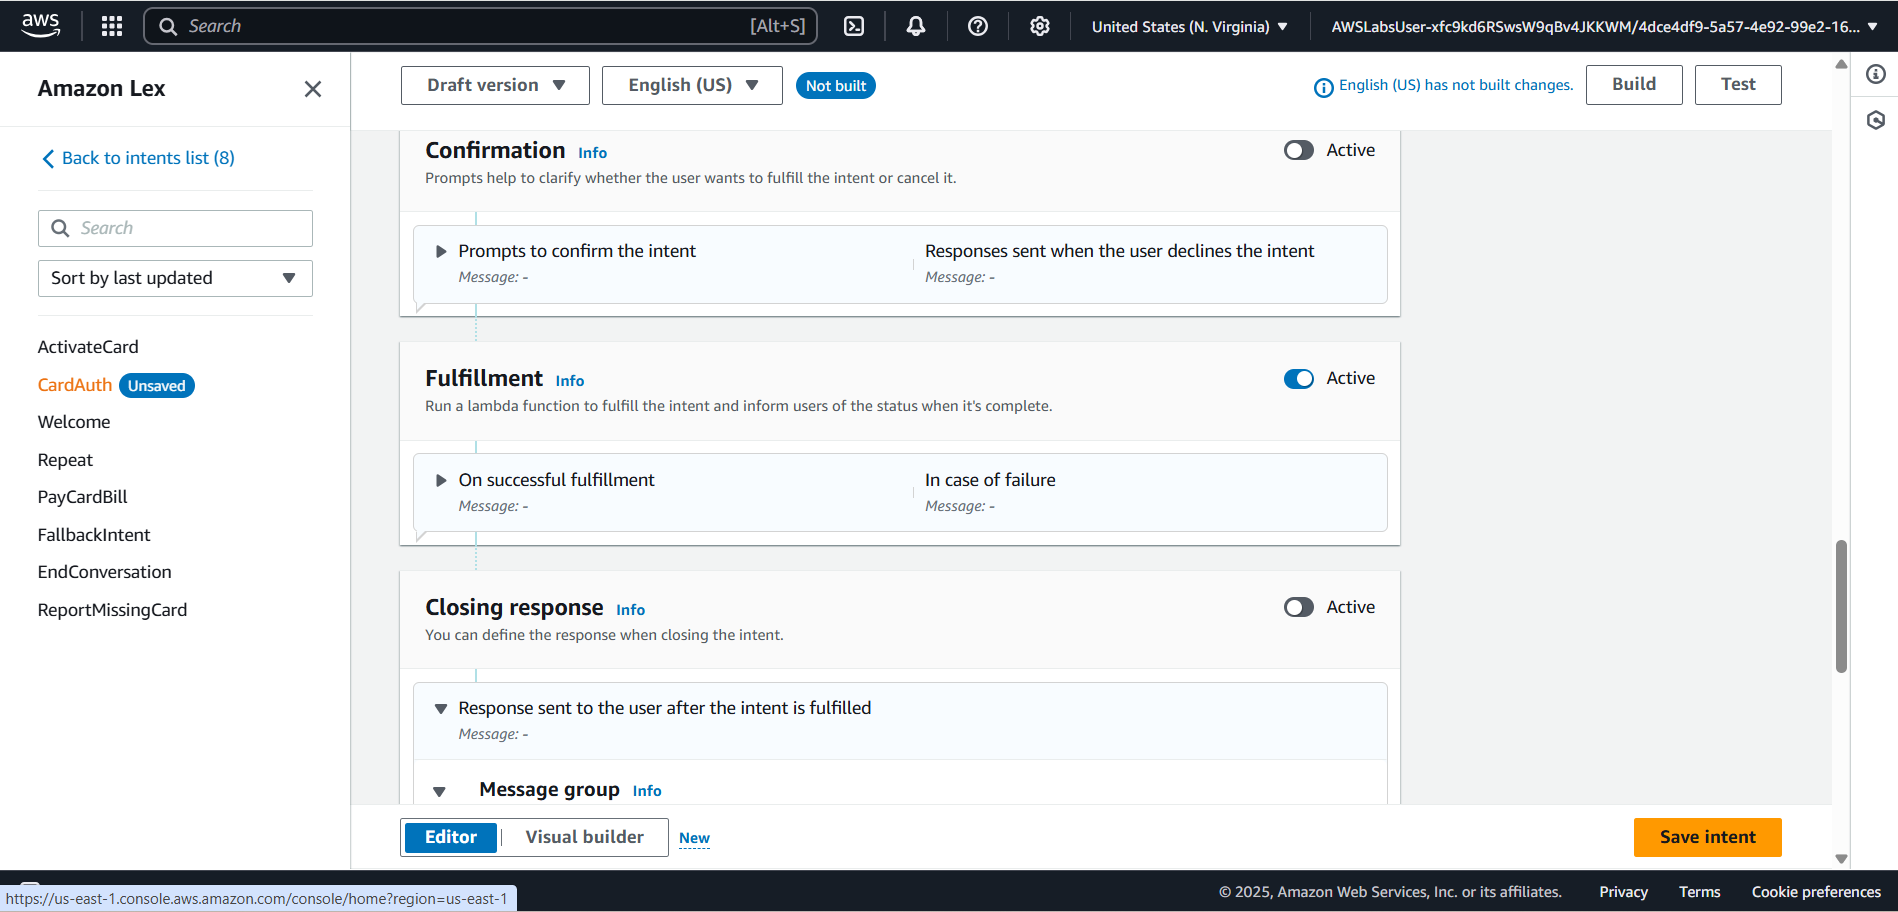 aws
Search
[Alt+S]
United States (N. Virginia)
AWSLabsUser-xfc9kd6RSwsW9qBv4JKKWM/4dce4df9-5a57-4e92-99e2-16...
Amazon Lex
Back to intents list (8)
Search
Sort by last updated
ActivateCard
CardAuth Unsaved
Welcome
Repeat
PayCardBill
FallbackIntent
EndConversation
ReportMissingCard
Draft version
English (US)
Not built
English (US) has not built changes.
Build
Test
Confirmation Info
Active
Prompts help to clarify whether the user wants to fulfill the intent or cancel it.
Prompts to confirm the intent
Message: -
Responses sent when the user declines the intent
Message: -
Fulfillment Info
Active
Run a lambda function to fulfill the intent and inform users of the status when it's complete.
On successful fulfillment
Message: -
In case of failure
Message: -
Closing response Info
Active
You can define the response when closing the intent.
Response sent to the user after the intent is fulfilled
Message: -
Message group Info
Editor
Visual builder
New
Save intent
https://us-east-1.console.aws.amazon.com/console/home?region=us-east-1
© 2025, Amazon Web Services, Inc. or its affiliates.
Privacy
Terms
Cookie preferences